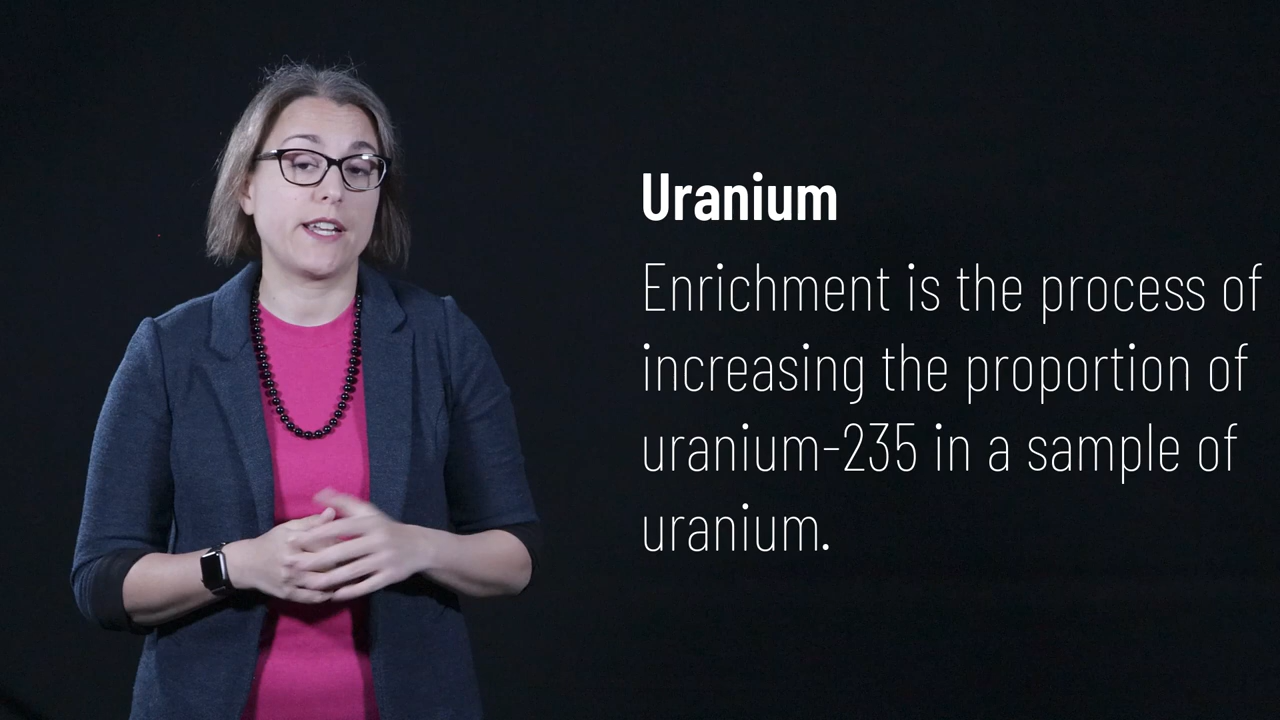 Uranium
Enrichment is the process of
increasing the proportion of
uranium-235 in a sample of
uranium.